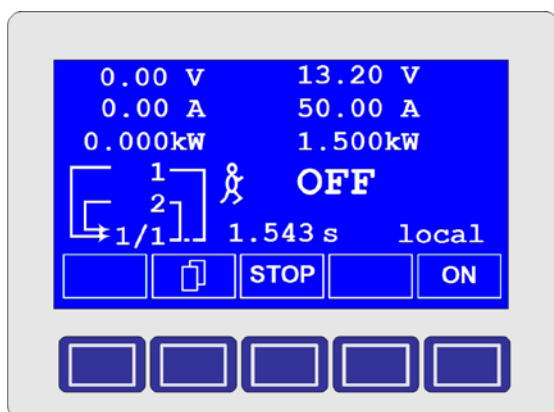 0.00 V 13.20 V
0.00 A 50.00 A
0.000kW 1.500kW
1 OFF
2
1/1 1.543 s local
STOP ON